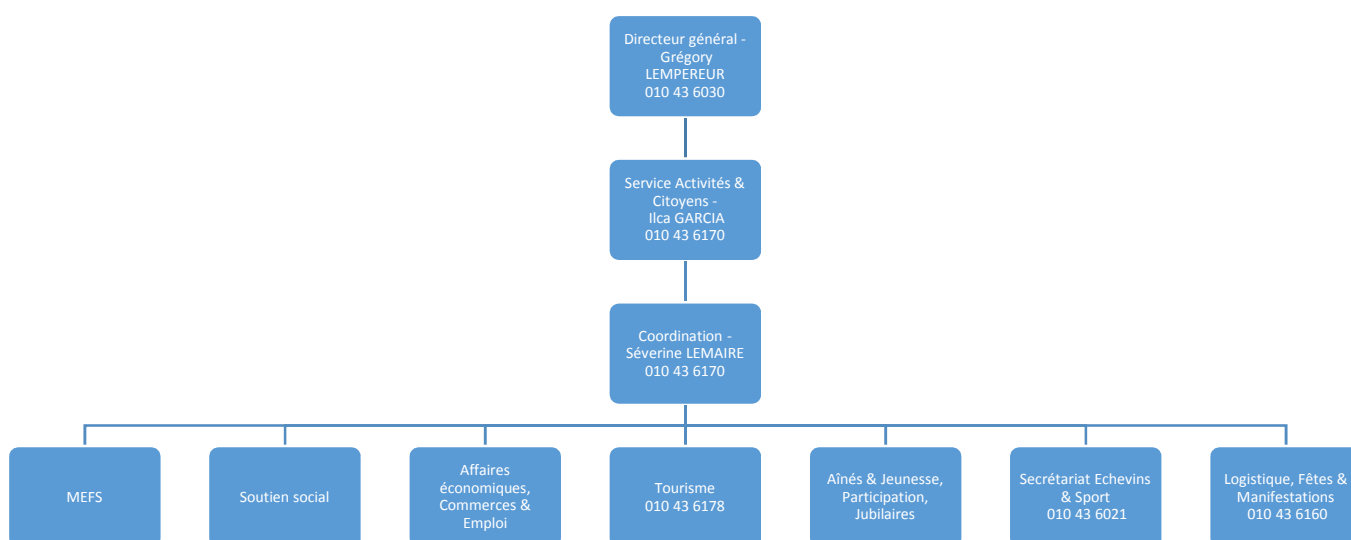 Directeur général -
Grégory
LEMPEREUR
010 43 6030
Service Activités &
Citoyens -
Ilca GARCIA
010 43 6170
Coordination -
Séverine LEMAIRE
010 43 6170
MEFS
Soutien social
Affaires
économiques,
Commerces &
Emploi
Tourisme
010 43 6178
Aînés & Jeunesse,
Participation,
Jubilaires
Secrétariat Echevins
& Sport
010 43 6021
Logistique, Fêtes &
Manifestations
010 43 6160